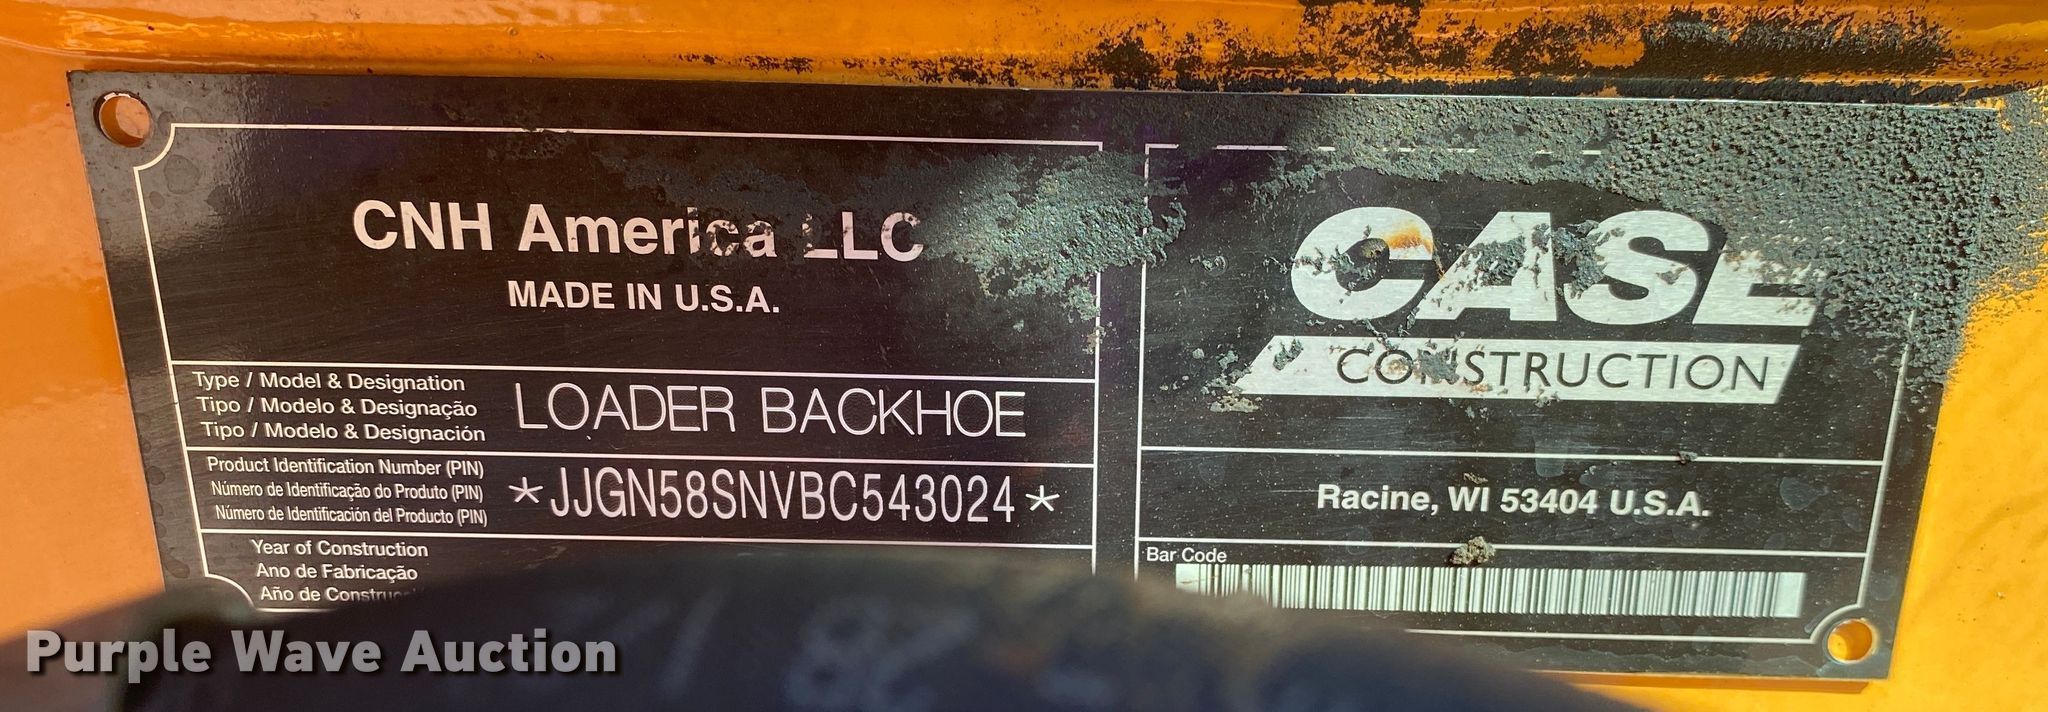 CNH America LLC
MADE IN U.S.A.
Type / Model & Designation
Tipo / Modelo & Designação
Tipo / Modelo & Designación
LOADER BACKHOE
Product Identification Number (PIN)
Número de Identificação do Produto (PIN)
Número de Identificación del Producto (PIN)
*JJGN58SNVBC543024*
Year of Construction
Ano de Fabricação
Año de
CASE
CONSTRUCTION
Racine, WI 53404 U.S.A.
Bar Code
Purple Wave Auction